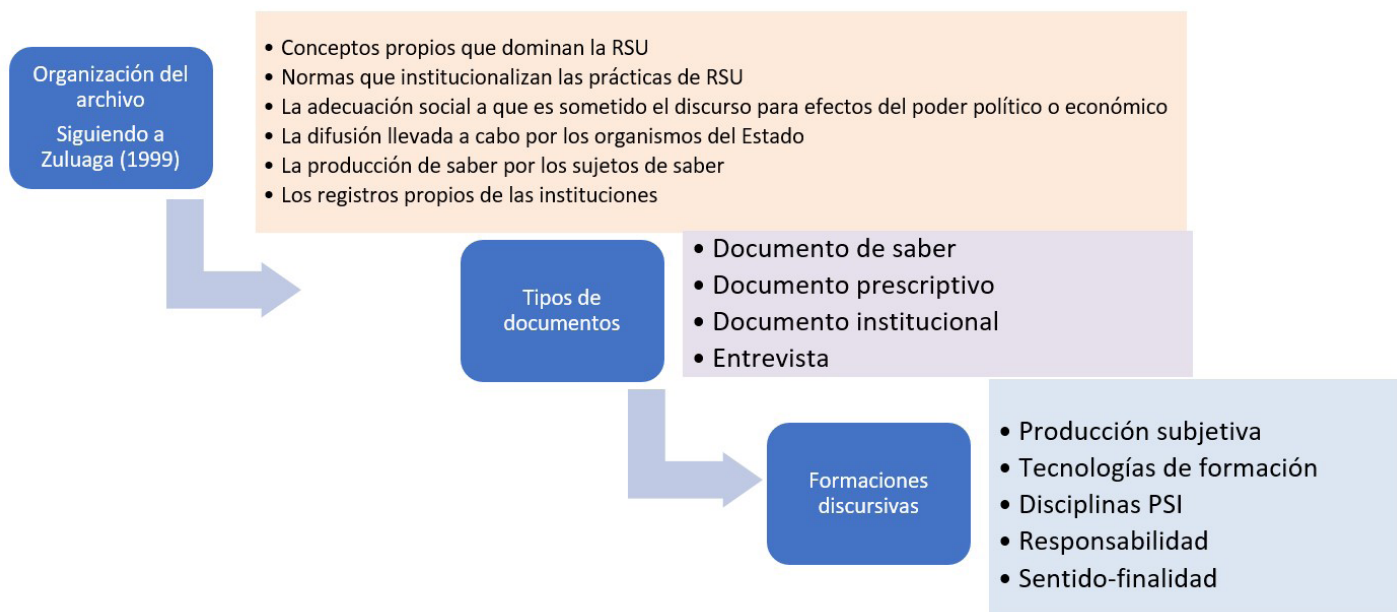 Organización del
archivo
Siguiendo a
Zuluaga (1999)
• Conceptos propios que dominan la RSU
• Normas que institucionalizan las prácticas de RSU
• La adecuación social a que es sometido el discurso para efectos del poder político o económico
• La difusión llevada a cabo por los organismos del Estado
• La producción de saber por los sujetos de saber
• Los registros propios de las instituciones
Tipos de
documentos
• Documento de saber
• Documento prescriptivo
• Documento institucional
• Entrevista
Formaciones
discursivas
• Producción subjetiva
• Tecnologías de formación
• Disciplinas PSI
• Responsabilidad
• Sentido-finalidad